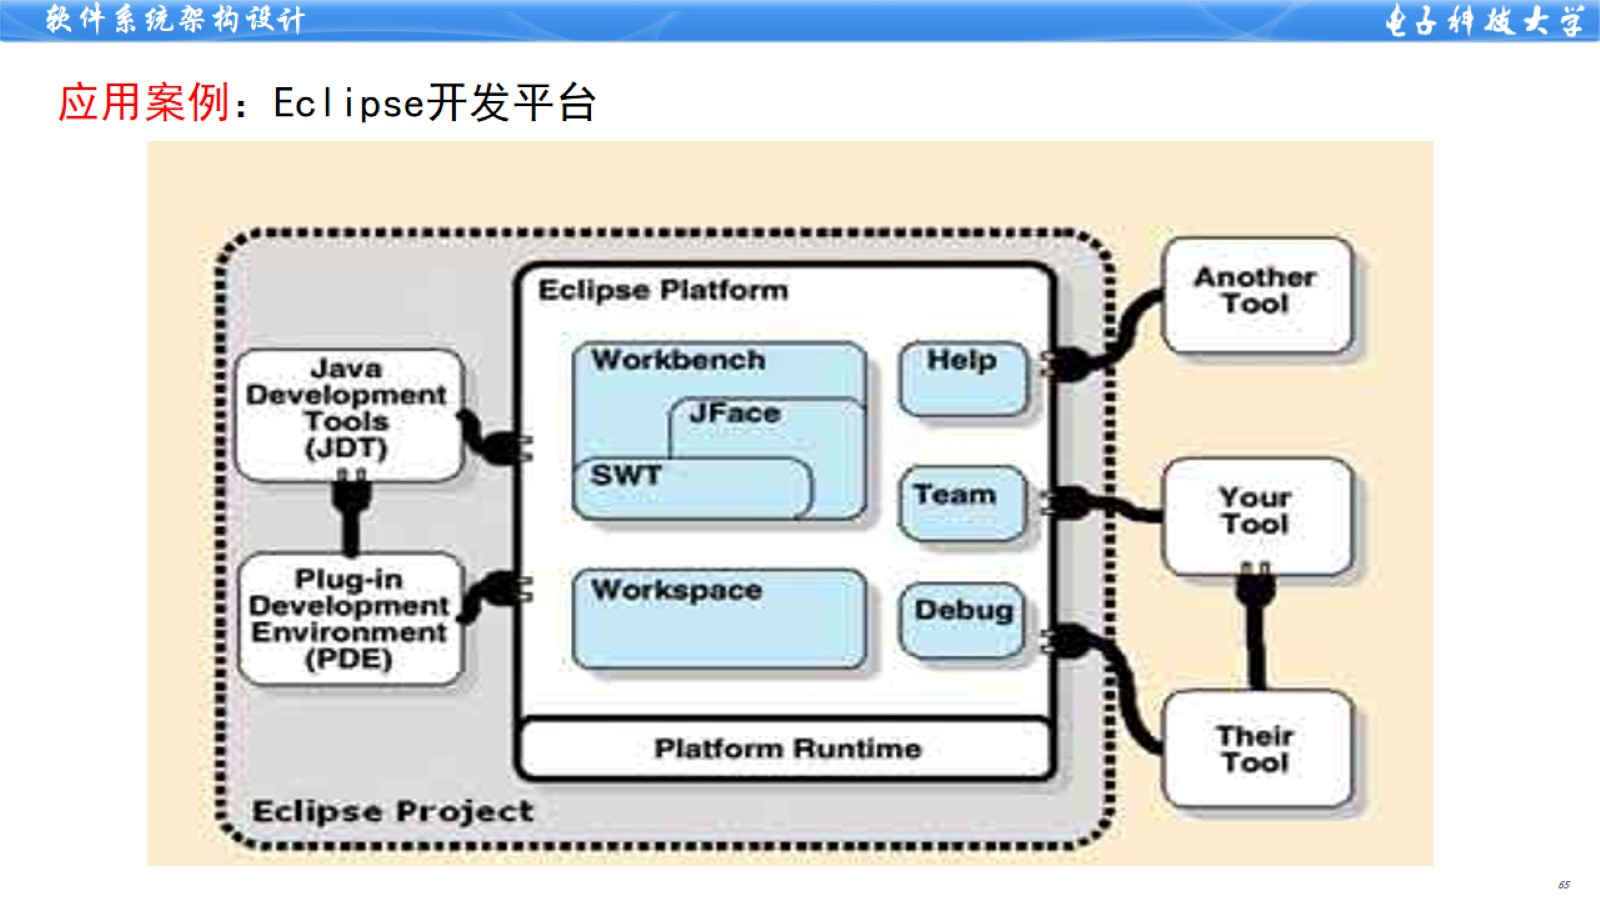 软件系统架构设计
电子科技大学
应用案例：Eclipse开发平台
Eclipse Platform
Workbench
JFace
SWT
Workspace
Help
Team
Debug
Platform Runtime
Java
Development
Tools
(JDT)
Plug-in
Development
Environment
(PDE)
Eclipse Project
Another
Tool
Your
Tool
Their
Tool
65